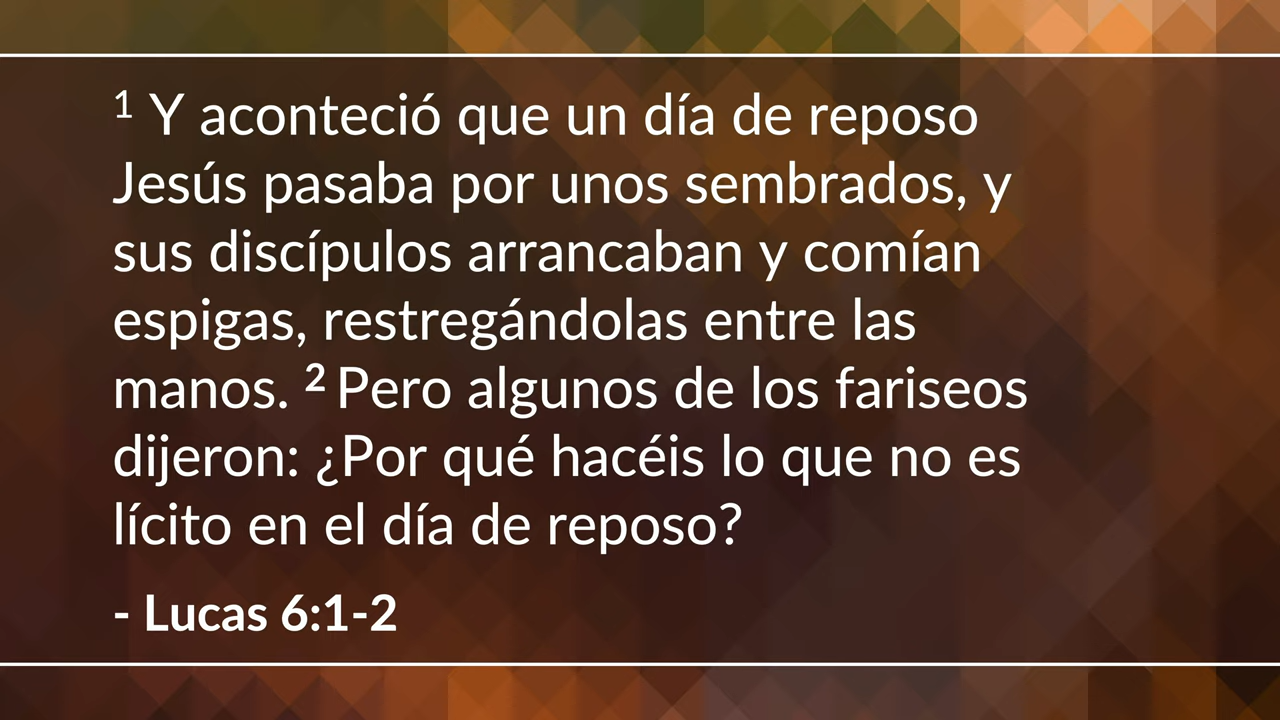 1 Y aconteció que un día de reposo
Jesús pasaba por unos sembrados, y
sus discípulos arrancaban y comían
espigas, restregándolas entre las
manos. 2 Pero algunos de los fariseos
dijeron: ¿Por qué hacéis lo que no es
lícito en el día de reposo?
- Lucas 6:1-2